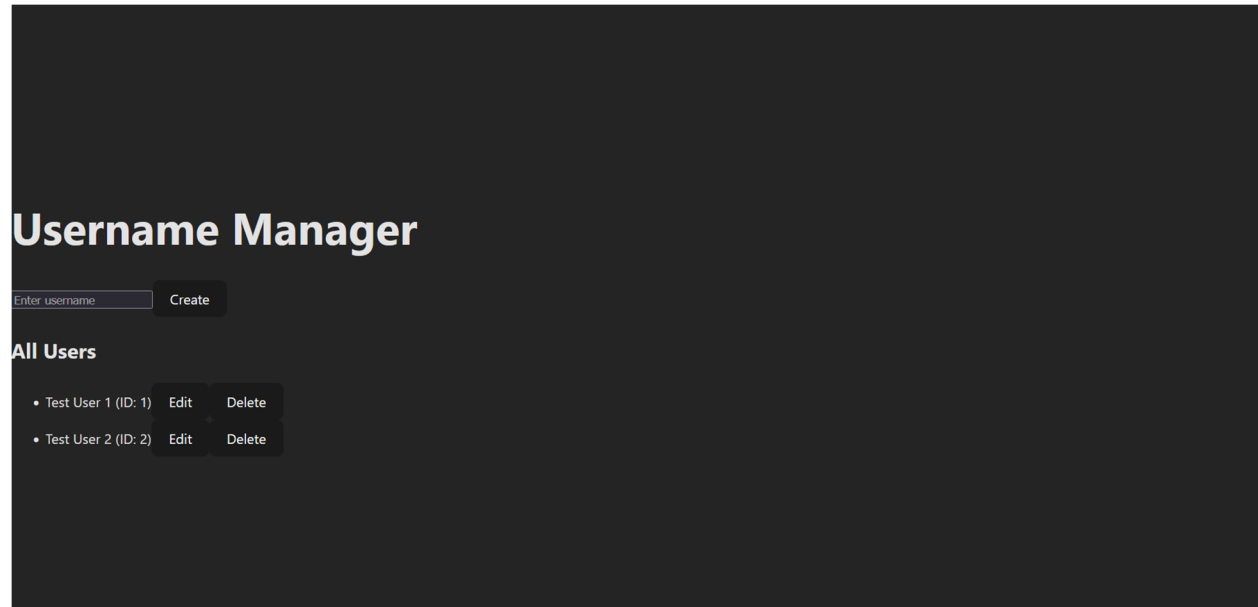 Username Manager
Enter username Create
All Users
• Test User 1 (ID: 1) Edit Delete
• Test User 2 (ID: 2) Edit Delete